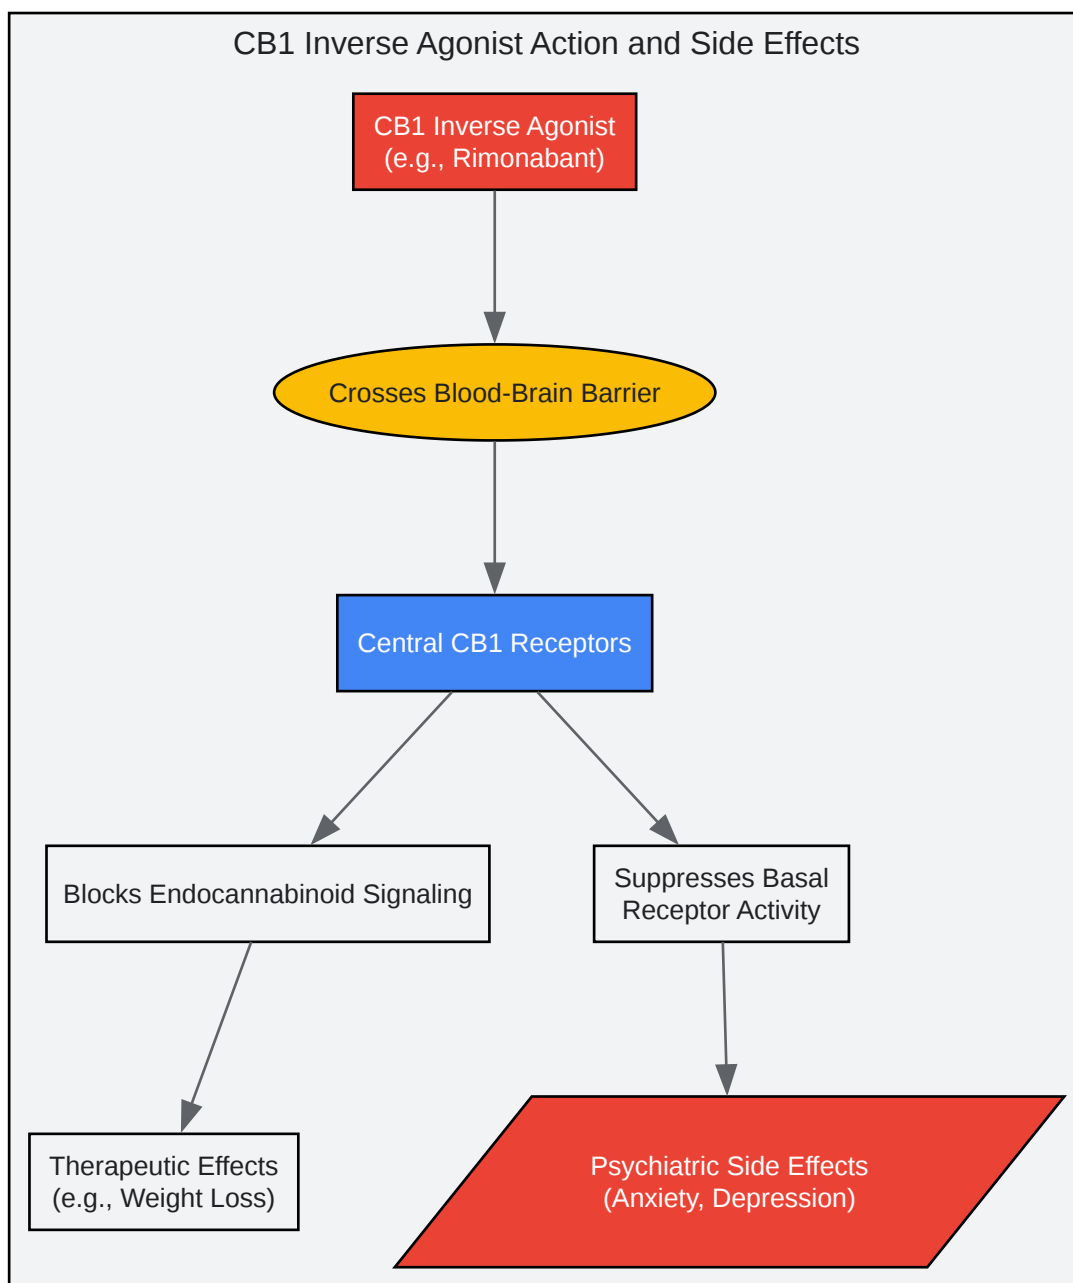 CB1 Inverse Agonist Action and Side Effects
CB1 Inverse Agonist
(e.g., Rimonabant)
Crosses Blood-Brain Barrier
Central CB1 Receptors
Blocks Endocannabinoid Signaling
Suppresses Basal
Receptor Activity
Therapeutic Effects
(e.g., Weight Loss)
Psychiatric Side Effects
(Anxiety, Depression)